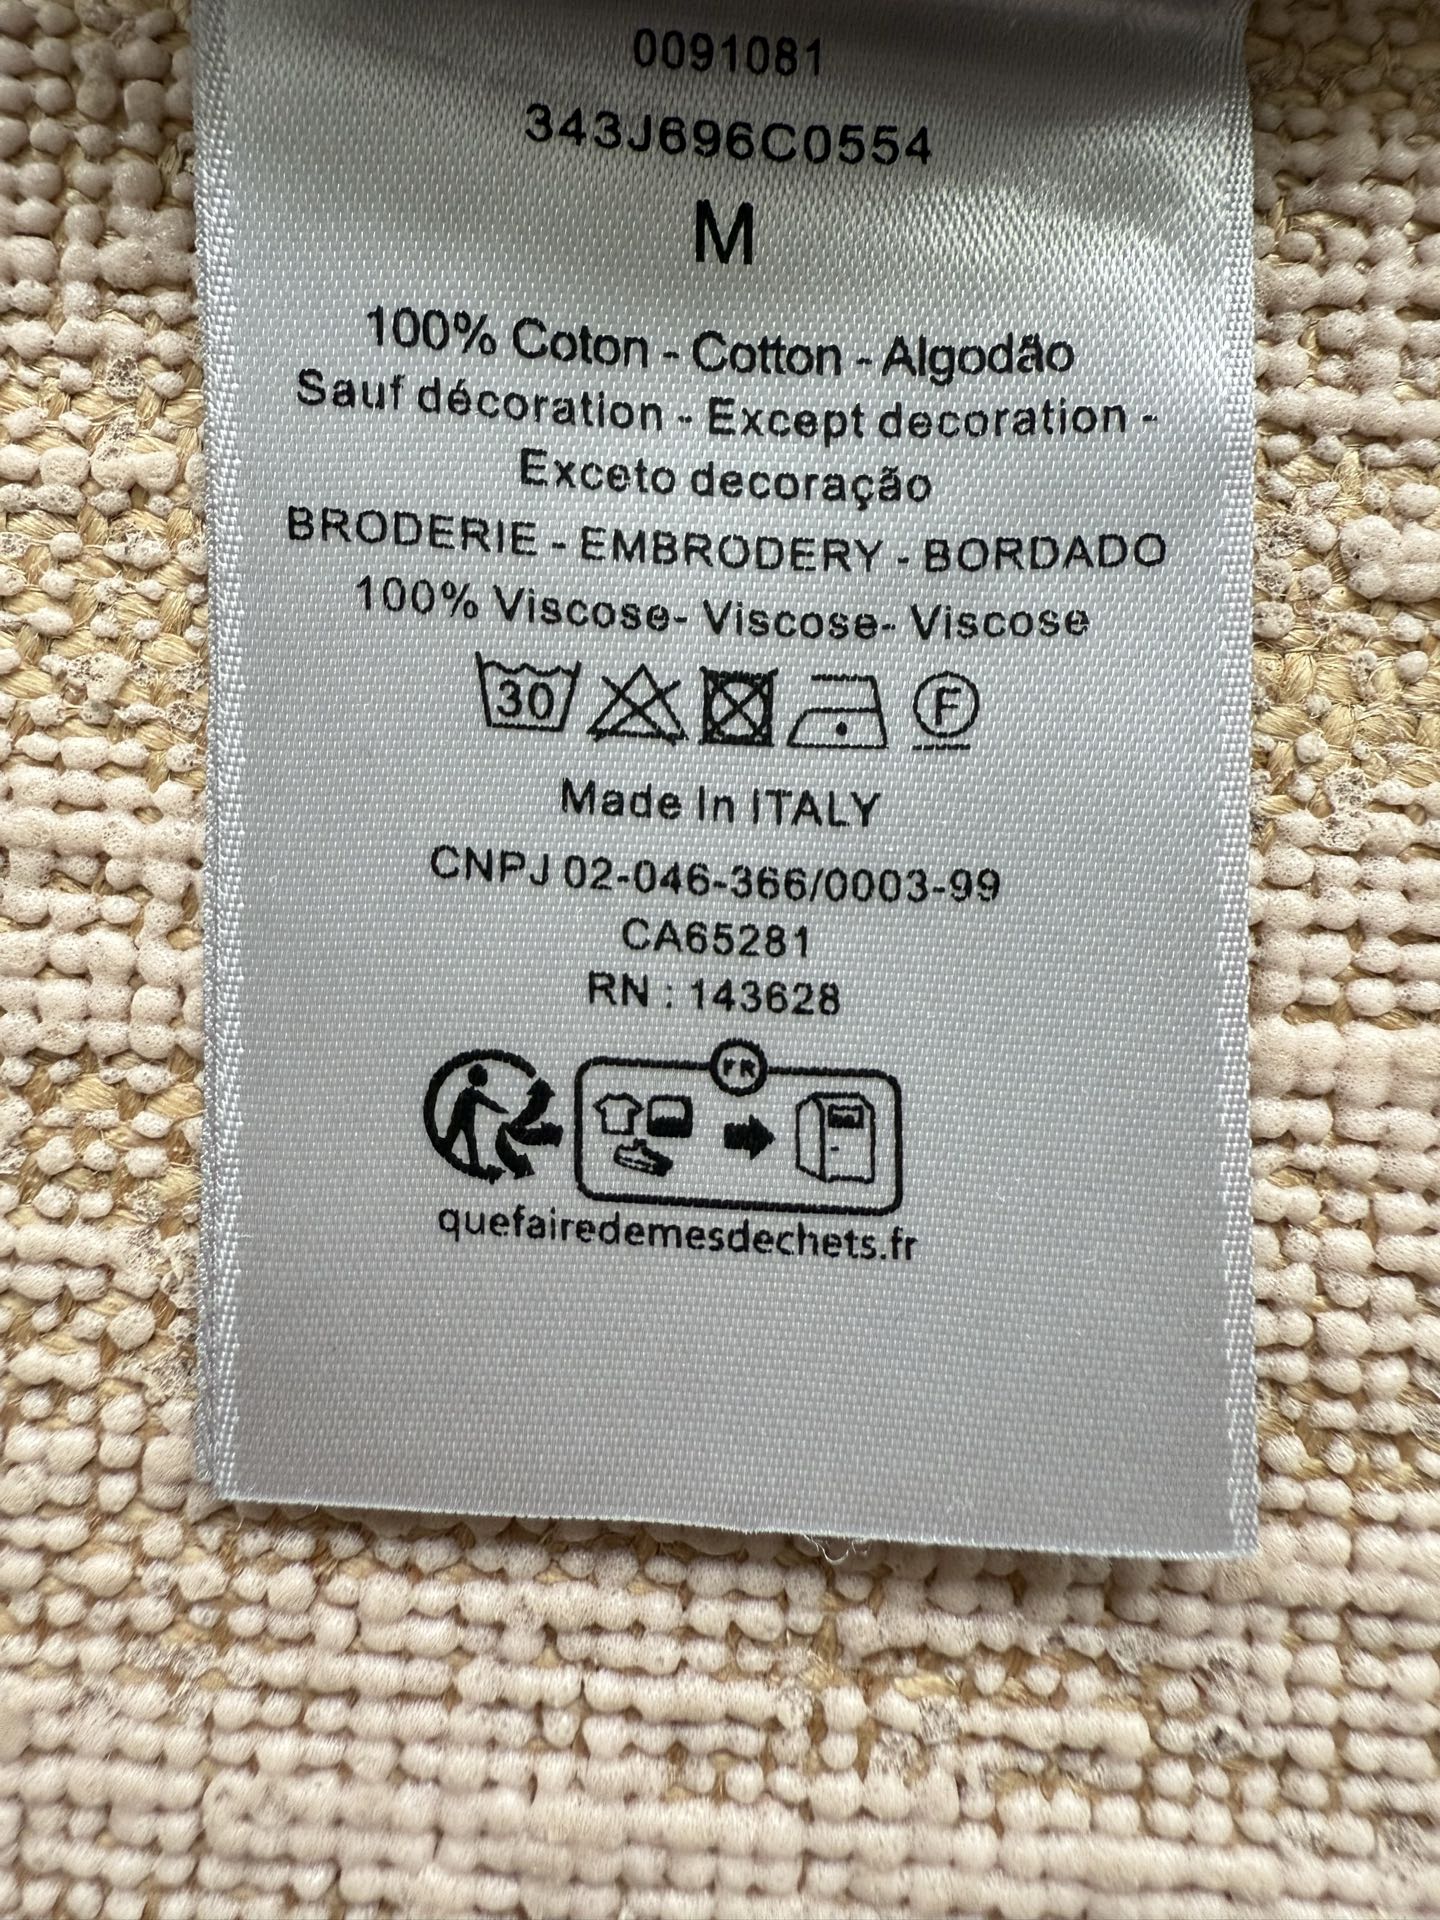 0091081
343J696C0554
M
100% Coton - Cotton - Algodão
Sauf décoration - Except decoration -
Exceto decoração
BRODERIE - EMBRODERY - BORDADO
100% Viscose- Viscose- Viscose
30 F
Made In ITALY
CNPJ 02-046-366/0003-99
CA65281
RN : 143628
FR
quefairedemesdechets.fr